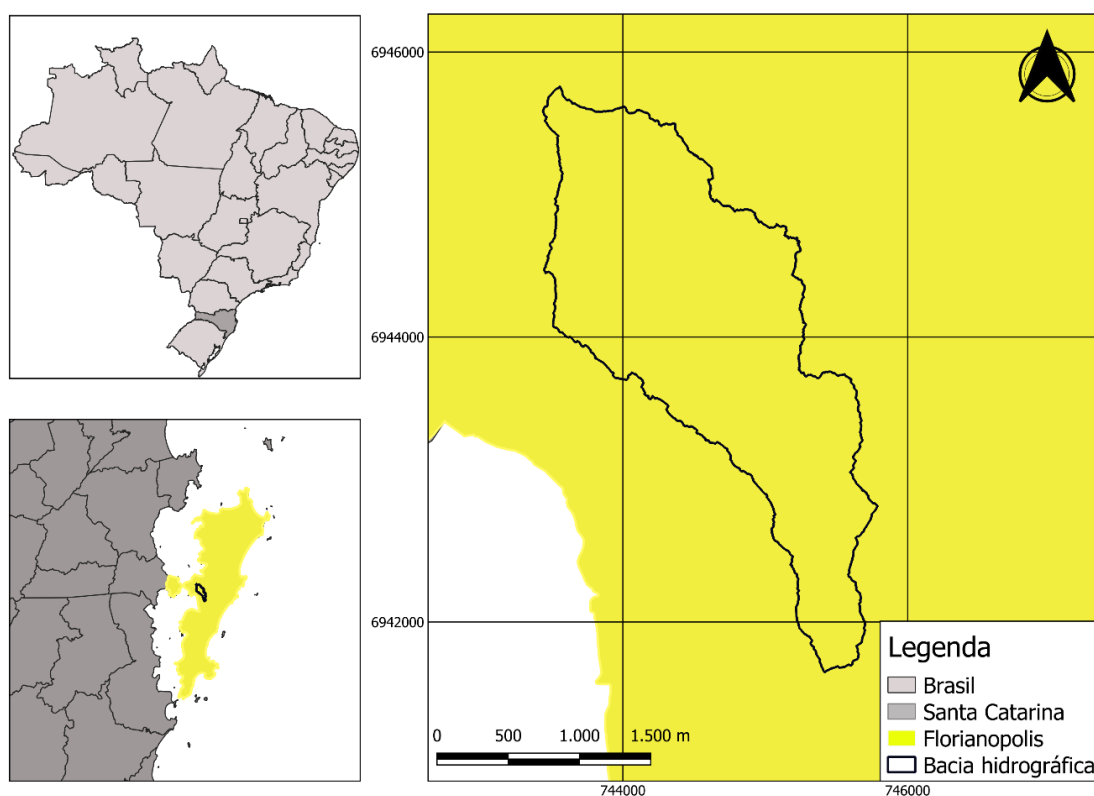 6946000
6944000
6942000
Legenda
Brasil
Santa Catarina
Florianopolis
Bacia hidrográfica
0 500 1.000 1.500 m
744000 746000